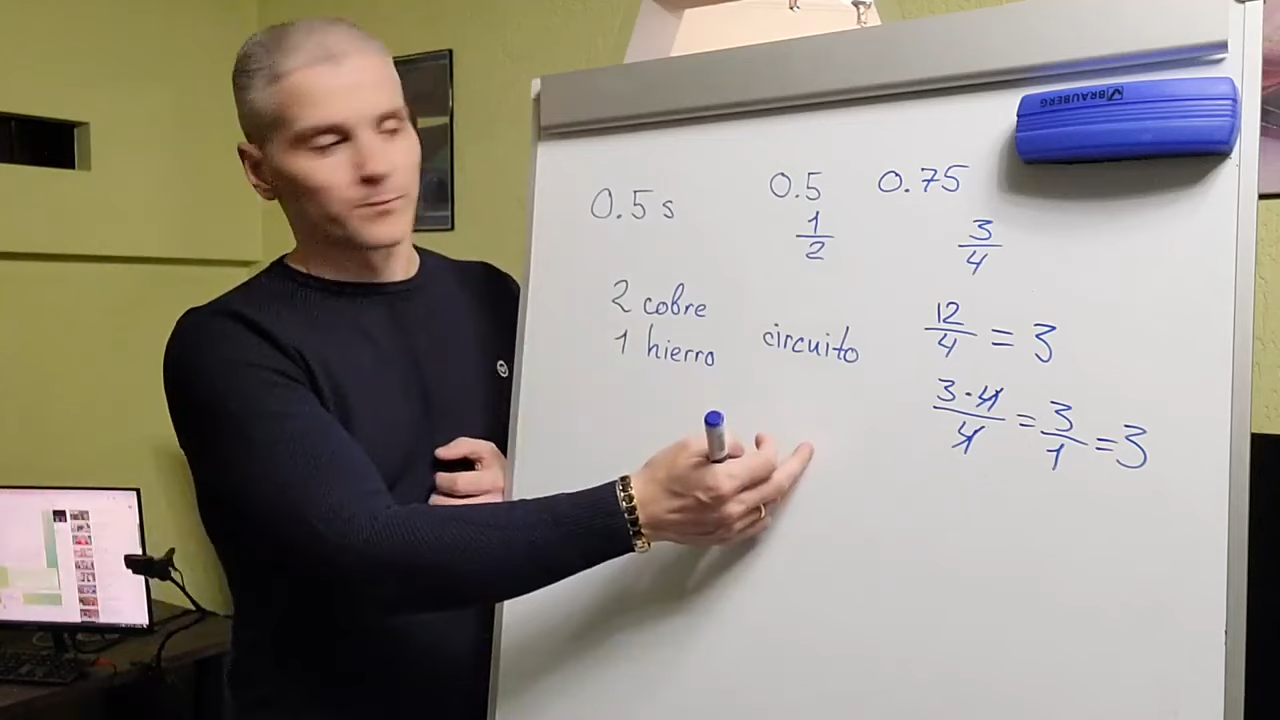 BRAUBERG
0.5 s
0.5
0.75
1/2
3/4
2 cobre
1 hierro
circuito
12/4 = 3
3·4/4 = 3/1 = 3